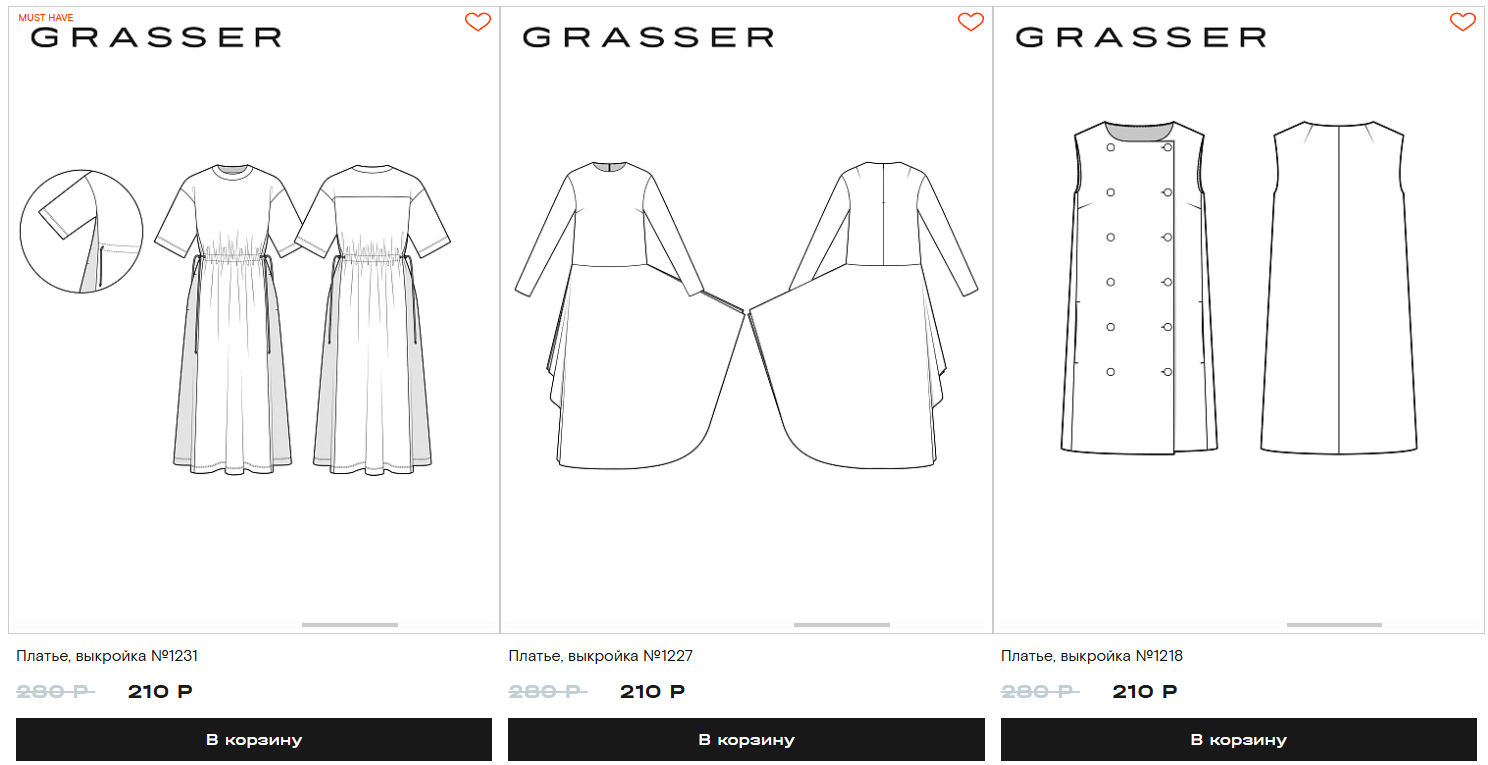 MUST HAVE
GRASSER
GRASSER
GRASSER
Платье, выкройка №1231
280 Р 210 Р
В корзину
Платье, выкройка №1227
280 Р 210 Р
В корзину
Платье, выкройка №1218
280 Р 210 Р
В корзину